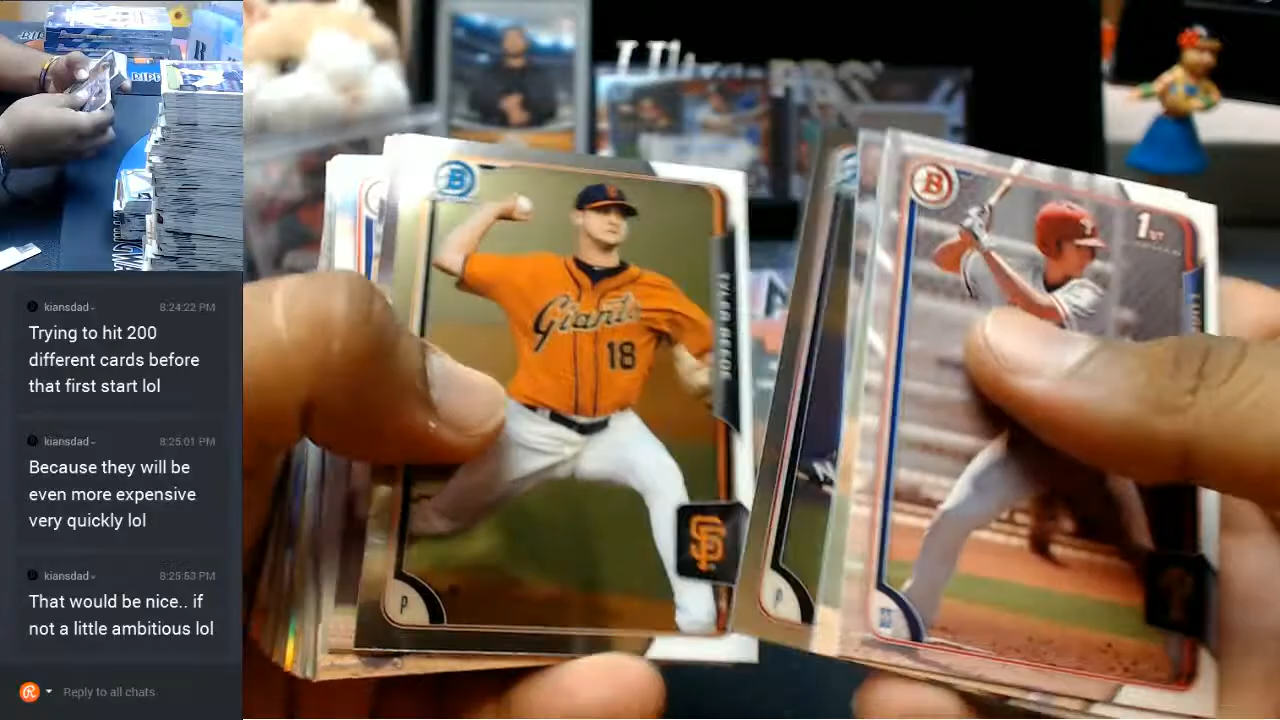 RIPP
kiansdad
8:24:22 PM
Trying to hit 200
different cards before
that first start lol
kiansdad
8:25:01 PM
Because they will be
even more expensive
very quickly lol
kiansdad
8:25:53 PM
That would be nice.. if
not a little ambitious lol
Reply to all chats
B
Giants
18
TYLER BEEDE
SF
P
P
B
1ST
P